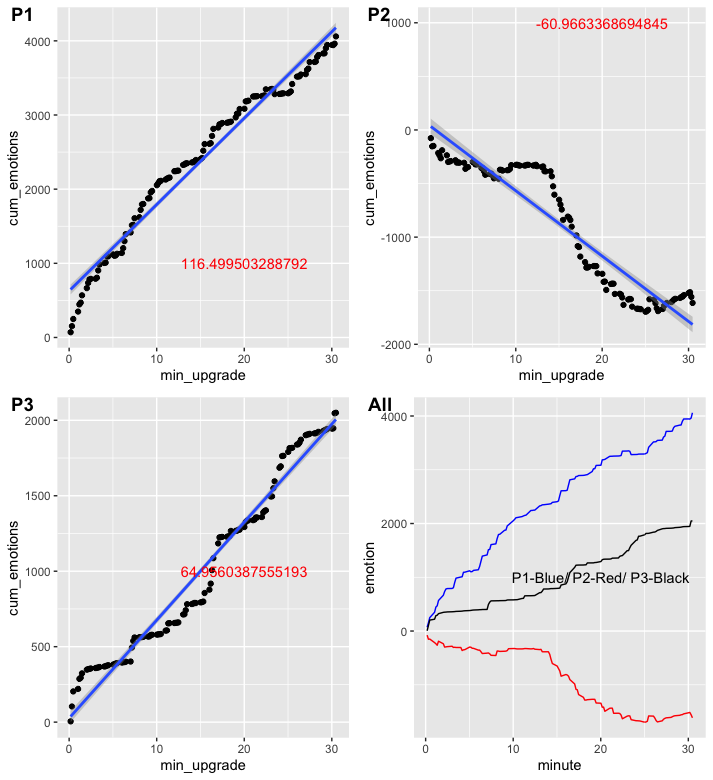 P1
4000
3000
2000
1000
0
cum_emotions
116.499503288792
0
10
20
30
min_upgrade
P2
1000
0
-1000
-2000
cum_emotions
-60.9663368694845
0
10
20
30
min_upgrade
P3
2000
1500
1000
500
0
cum_emotions
64.9560387555193
0
10
20
30
min_upgrade
All
4000
2000
0
emotion
P1-Blue/ P2-Red/ P3-Black
0
10
20
30
minute